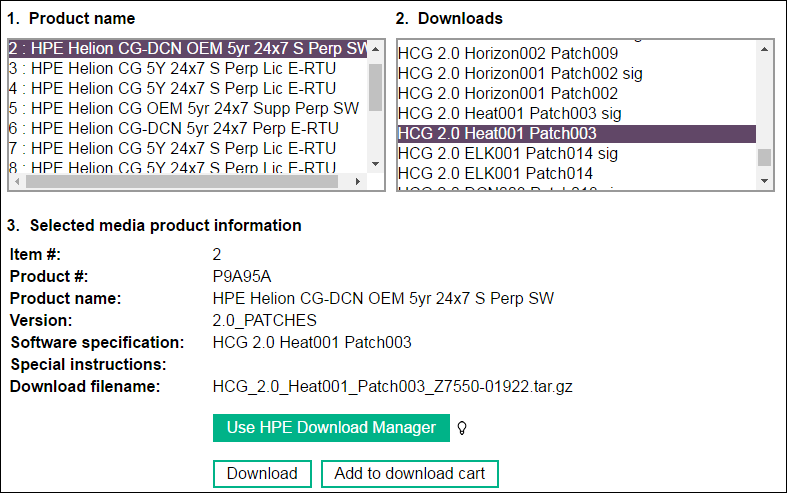 1. Product name
2 : HPE Helion CG-DCN OEM 5yr 24x7 S Perp SW
3 : HPE Helion CG 5Y 24x7 S Perp Lic E-RTU
4 : HPE Helion CG 5Y 24x7 S Perp Lic E-RTU
5 : HPE Helion CG OEM 5yr 24x7 Supp Perp SW
6 : HPE Helion CG-DCN 5yr 24x7 Perp E-RTU
7 : HPE Helion CG 5Y 24x7 S Perp Lic E-RTU
8 : HPE Helion CG 5Y 24x7 S Perp Lic E-RTU
2. Downloads
HCG 2.0 Horizon002 Patch009
HCG 2.0 Horizon001 Patch002 sig
HCG 2.0 Horizon001 Patch002
HCG 2.0 Heat001 Patch003 sig
HCG 2.0 Heat001 Patch003
HCG 2.0 ELK001 Patch014 sig
HCG 2.0 ELK001 Patch014
3. Selected media product information
Item #: 2
Product #: P9A95A
Product name: HPE Helion CG-DCN OEM 5yr 24x7 S Perp SW
Version: 2.0_PATCHES
Software specification: HCG 2.0 Heat001 Patch003
Special instructions:
Download filename: HCG_2.0_Heat001_Patch003_Z7550-01922.tar.gz
Use HPE Download Manager
Download Add to download cart